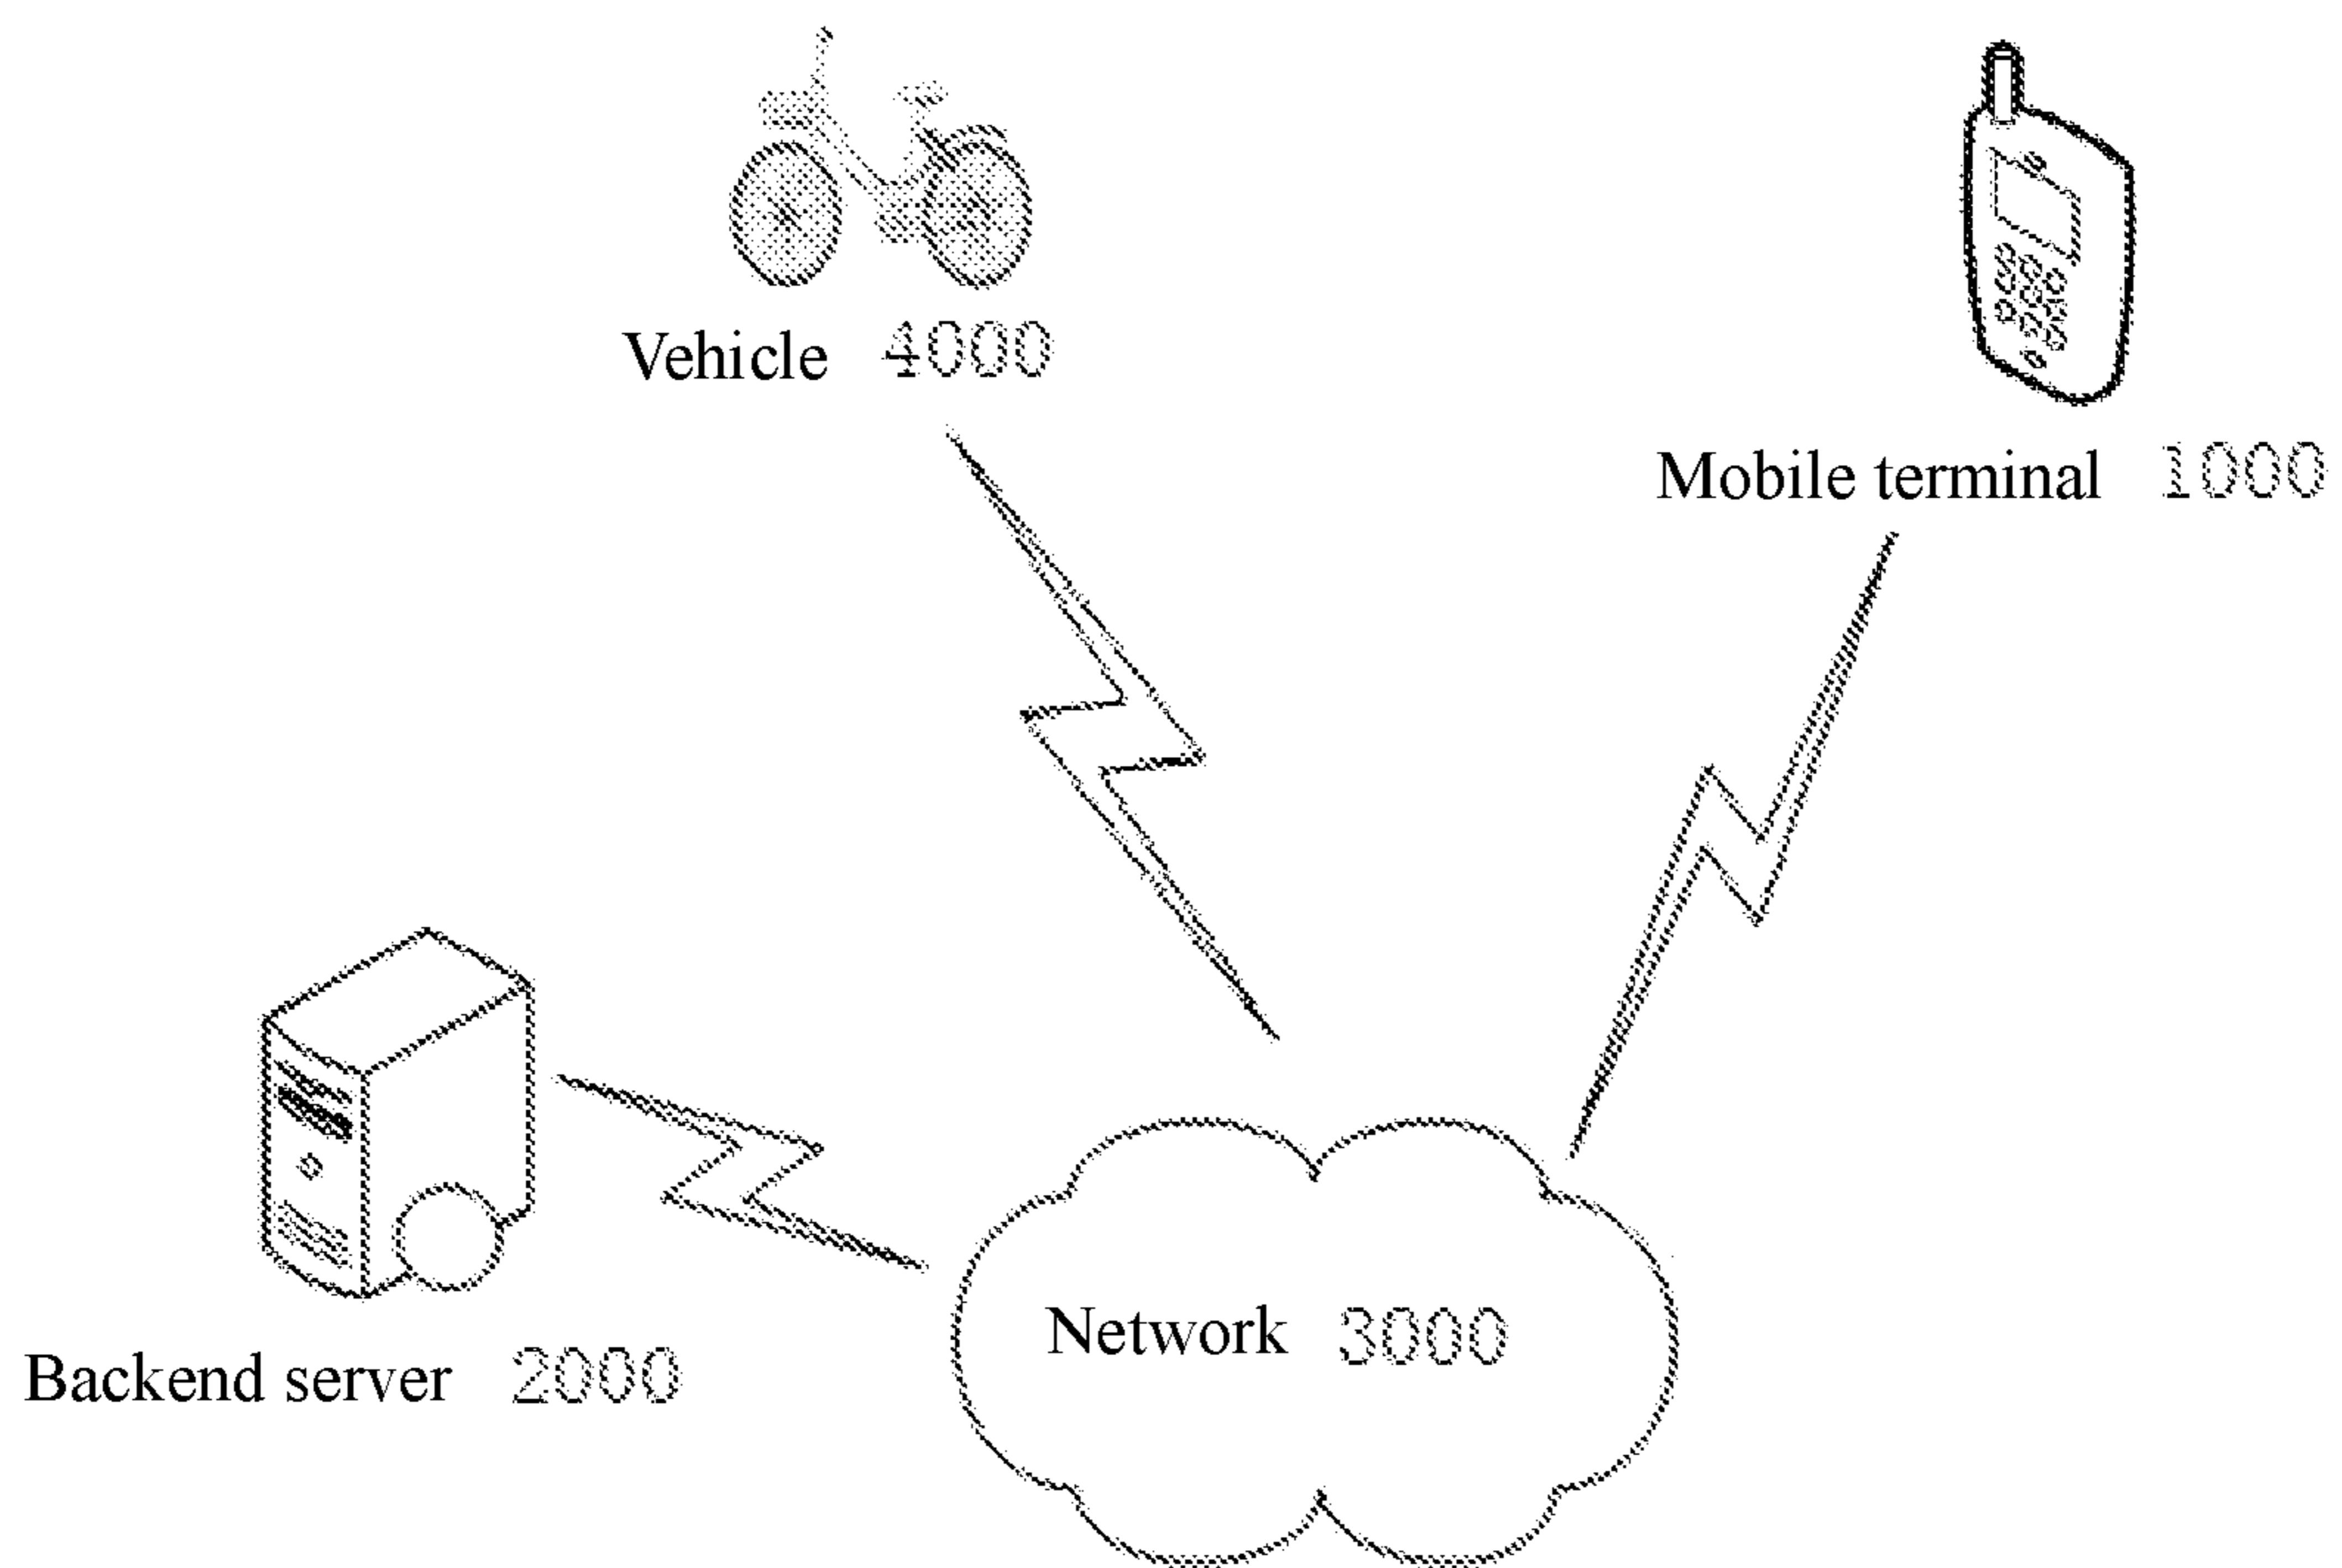 Vehicle 4000
Mobile terminal 1000
Network 3000
Backend server 2000